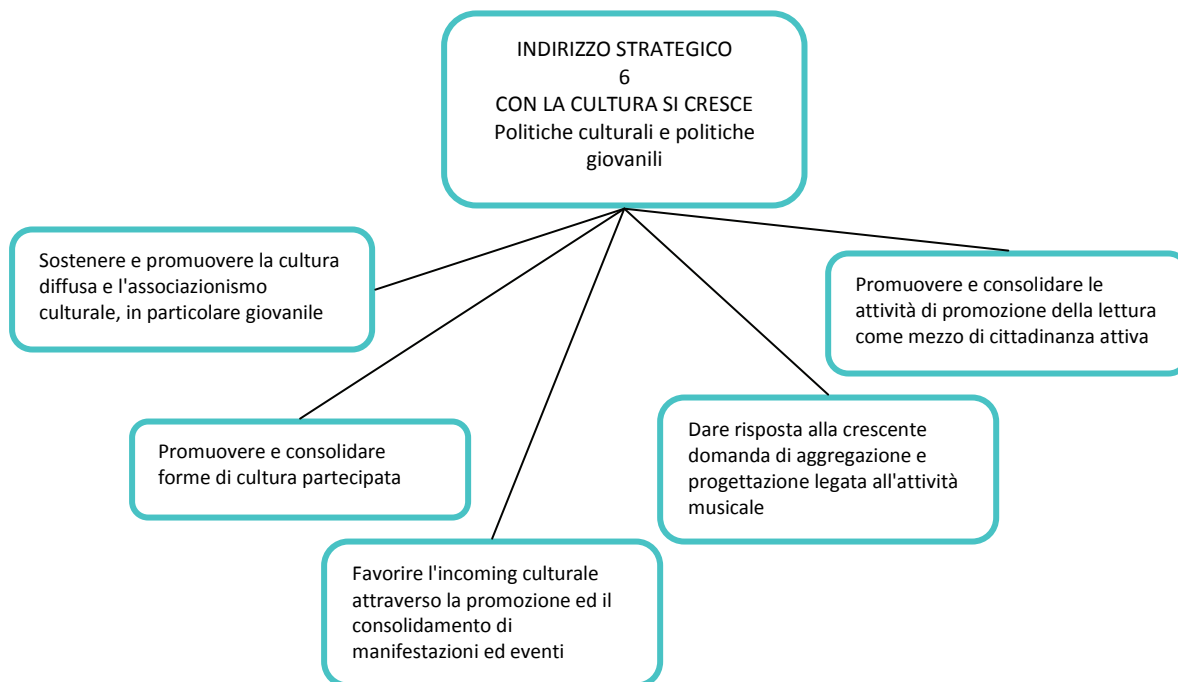 INDIRIZZO STRATEGICO
6
CON LA CULTURA SI CRESCE
Politiche culturali e politiche
giovanili
Sostenere e promuovere la cultura
diffusa e l'associazionismo
culturale, in particolare giovanile
Promuovere e consolidare le
attività di promozione della lettura
come mezzo di cittadinanza attiva
Promuovere e consolidare
forme di cultura partecipata
Dare risposta alla crescente
domanda di aggregazione e
progettazione legata all'attività
musicale
Favorire l'incoming culturale
attraverso la promozione ed il
consolidamento di
manifestazioni ed eventi